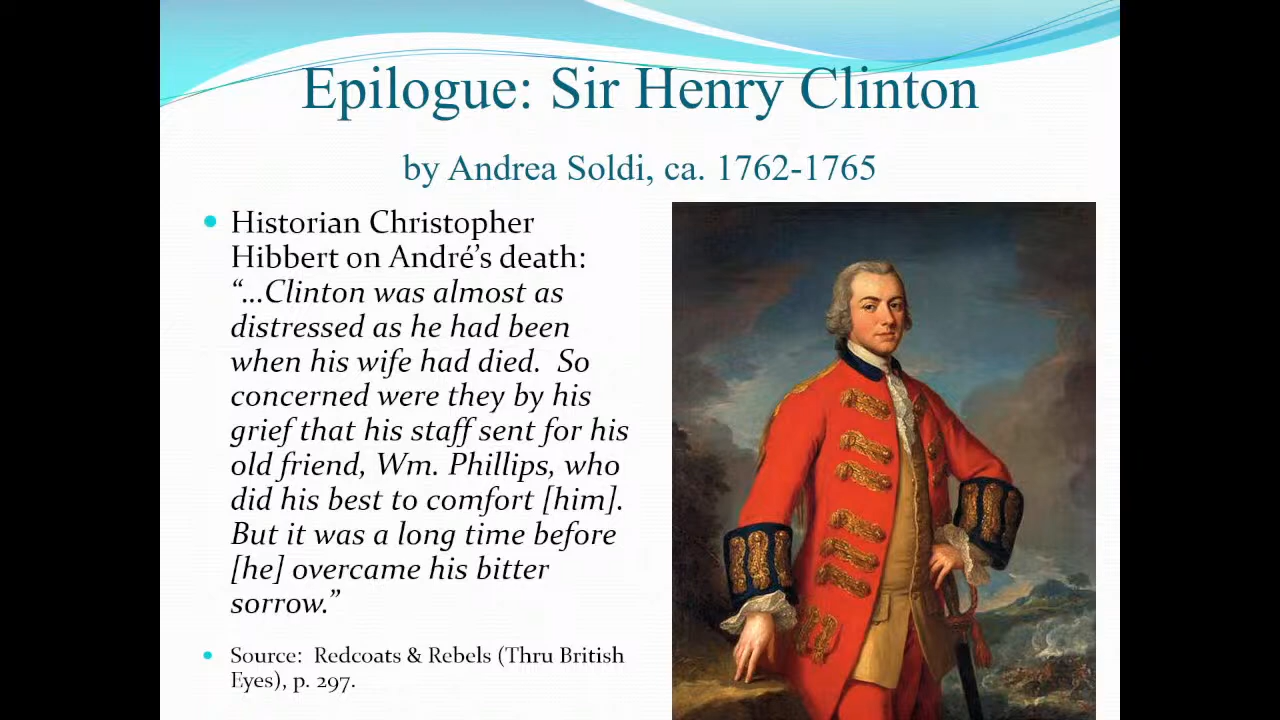 Epilogue: Sir Henry Clinton
by Andrea Soldi, ca. 1762-1765
• Historian Christopher
Hibbert on André’s death:
“…Clinton was almost as
distressed as he had been
when his wife had died.  So
concerned were they by his
grief that his staff sent for his
old friend, Wm. Phillips, who
did his best to comfort [him].
But it was a long time before
[he] overcame his bitter
sorrow.”
• Source:  Redcoats & Rebels (Thru British
Eyes), p. 297.